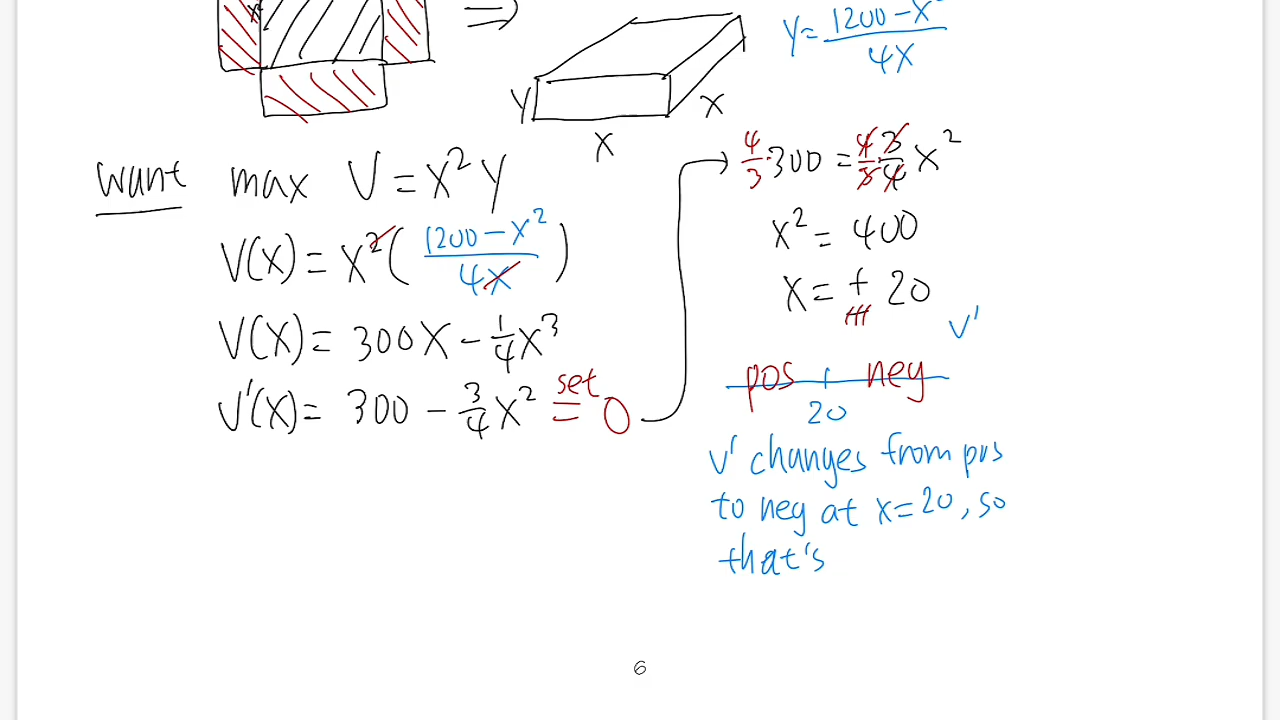 x²
⇒
y = (1200 - x²)/(4x)
y
x
x
want max V = x² y
V(x) = x² ( (1200 - x²)/(4x) )
V(x) = 300x - 1/4 x³
V'(x) = 300 - 3/4 x² set = 0
4/3 · 300 = 4/3 · 3/4 x²
x² = 400
x = + 20
V'
pos neg
20
V' changes from pos
to neg at x = 20, so
that's
6